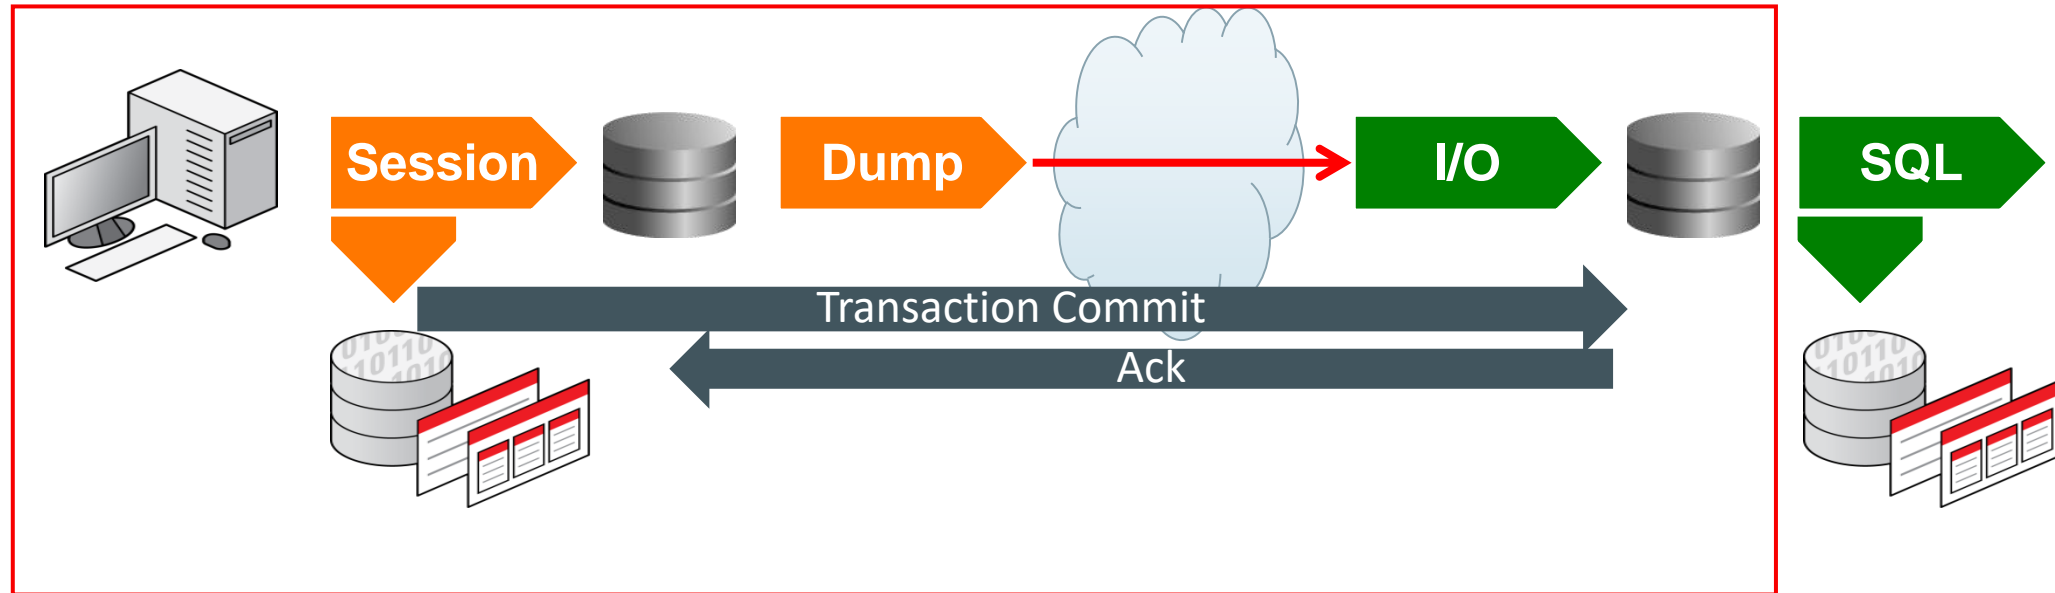 Session
Dump
I/O
SQL
Transaction Commit
Ack